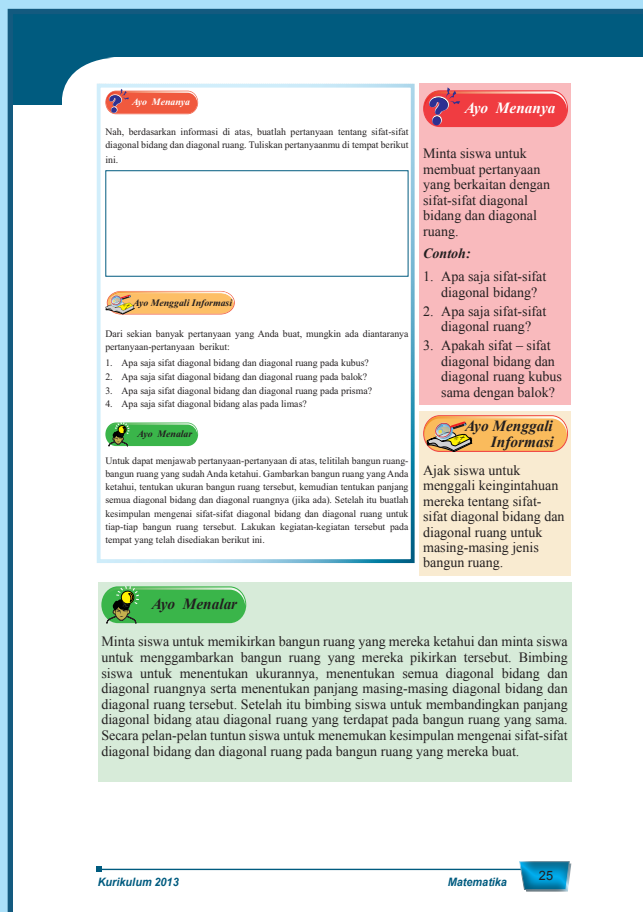 Ayo Menanya
Nah, berdasarkan informasi di atas, buatlah pertanyaan tentang sifat-sifat
diagonal bidang dan diagonal ruang. Tuliskan pertanyaanmu di tempat berikut
ini.
Ayo Menggali Informasi
Dari sekian banyak pertanyaan yang Anda buat, mungkin ada diantaranya
pertanyaan-pertanyaan berikut:
1. Apa saja sifat diagonal bidang dan diagonal ruang pada kubus?
2. Apa saja sifat diagonal bidang dan diagonal ruang pada balok?
3. Apa saja sifat diagonal bidang dan diagonal ruang pada prisma?
4. Apa saja sifat diagonal bidang alas pada limas?
Ayo Menalar
Untuk dapat menjawab pertanyaan-pertanyaan di atas, telitilah bangun ruang-
bangun ruang yang sudah Anda ketahui. Gambarkan bangun ruang yang Anda
ketahui, tentukan ukuran bangun ruang tersebut, kemudian tentukan panjang
semua diagonal bidang dan diagonal ruangnya (jika ada). Setelah itu buatlah
kesimpulan mengenai sifat-sifat diagonal bidang dan diagonal ruang untuk
tiap-tiap bangun ruang tersebut. Lakukan kegiatan-kegiatan tersebut pada
tempat yang telah disediakan berikut ini.
Ayo Menanya
Minta siswa untuk
membuat pertanyaan
yang berkaitan dengan
sifat-sifat diagonal
bidang dan diagonal
ruang.
Contoh:
1. Apa saja sifat-sifat
diagonal bidang?
2. Apa saja sifat-sifat
diagonal ruang?
3. Apakah sifat – sifat
diagonal bidang dan
diagonal ruang kubus
sama dengan balok?
Ayo Menggali
Informasi
Ajak siswa untuk
menggali keingintahuan
mereka tentang sifat-
sifat diagonal bidang dan
diagonal ruang untuk
masing-masing jenis
bangun ruang.
Ayo Menalar
Minta siswa untuk memikirkan bangun ruang yang mereka ketahui dan minta siswa
untuk menggambarkan bangun ruang yang mereka pikirkan tersebut. Bimbing
siswa untuk menentukan ukurannya, menentukan semua diagonal bidang dan
diagonal ruangnya serta menentukan panjang masing-masing diagonal bidang dan
diagonal ruang tersebut. Setelah itu bimbing siswa untuk membandingkan panjang
diagonal bidang atau diagonal ruang yang terdapat pada bangun ruang yang sama.
Secara pelan-pelan tuntun siswa untuk menemukan kesimpulan mengenai sifat-sifat
diagonal bidang dan diagonal ruang pada bangun ruang yang mereka buat.
Kurikulum 2013
Matematika
25